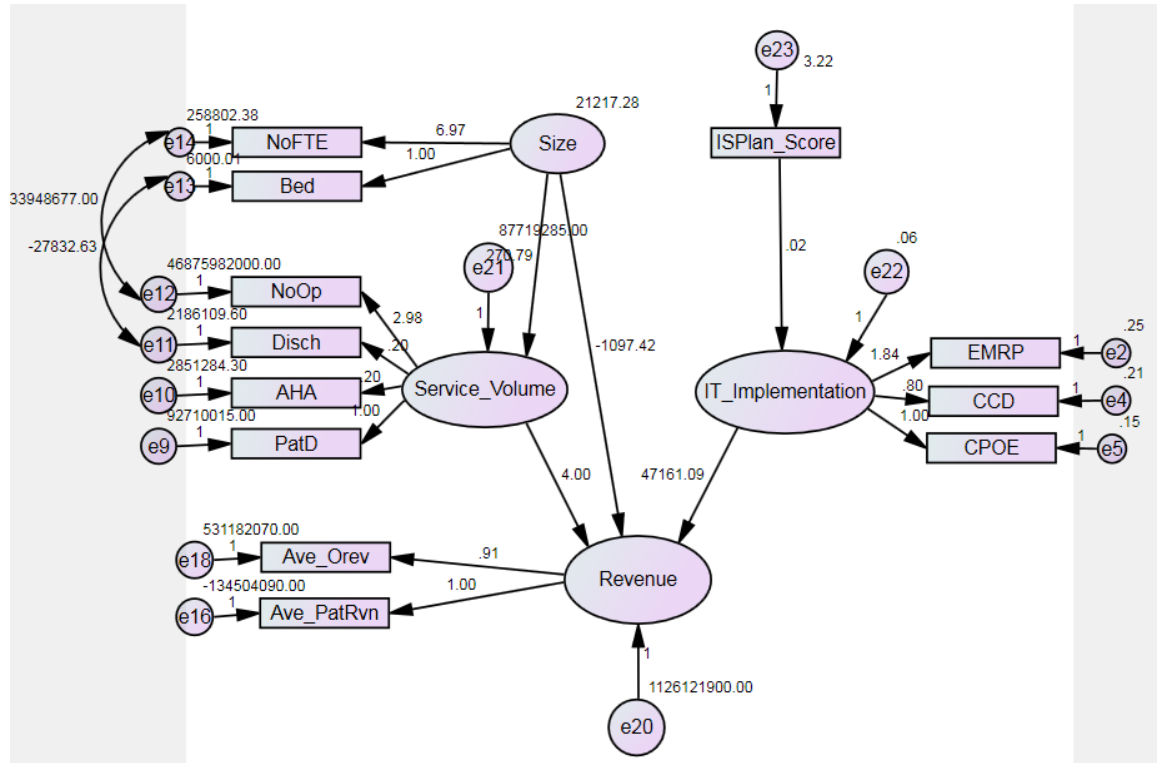 e23
3.22
1
21217.28
258802.38
e14
1
NoFTE
6.97
Size
ISPlan_Score
6000.01
e13
1
Bed
1.00
33948677.00
-27832.63
87719285.00
270.79
e21
.02
.06
e22
46875982000.00
e12
1
NoOp
2.98
1
1
2186109.60
e11
1
Disch
.20
-1097.42
.25
EMRP
1
e2
1.84
2851284.30
e10
1
AHA
.20
Service_Volume
IT_Implementation
.80
CCD
1
e4
.21
92710015.00
e9
1
PatD
1.00
1.00
CPOE
1
e5
.15
4.00
47161.09
531182070.00
e18
1
Ave_Orev
.91
Revenue
-134504090.00
e16
1
Ave_PatRvn
1.00
1
1126121900.00
e20